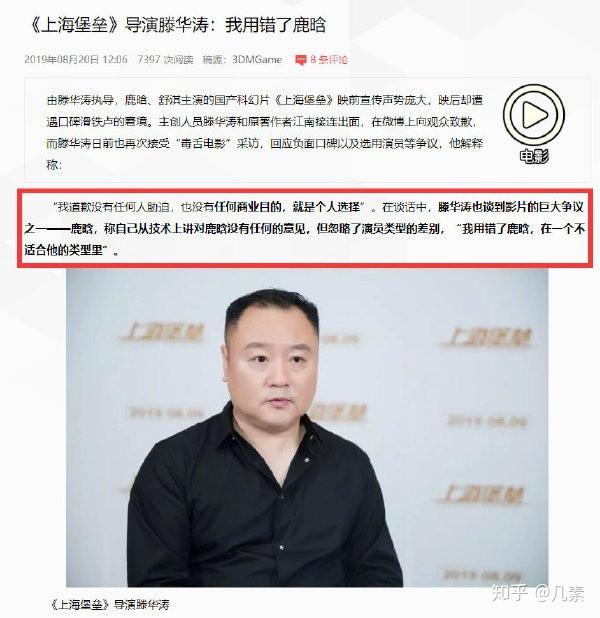 《上海堡垒》导演滕华涛：我用错了鹿晗
2019年08月20日 12:06 7397 次阅读 稿源：3DMGame 8 条评论
由滕华涛执导，鹿晗、舒淇主演的国产科幻片《上海堡垒》映前宣传声势庞大，映后却遭
遇口碑滑铁卢的窘境。主创人员滕华涛和原著作者江南接连出面，在微博上向观众致歉，
而滕华涛日前也再次接受“毒舌电影”采访，回应负面口碑以及选用演员等争议，他解释
称：
电影
“我道歉没有任何人胁迫，也没有任何商业目的，就是个人选择”。在谈话中，滕华涛也谈到影片的巨大争议
之一——鹿晗，称自己从技术上讲对鹿晗没有任何的意见，但忽略了演员类型的差别，“我用错了鹿晗，在一个不
适合他的类型里”。
上海堡垒
上海堡垒
2019 08.09
2019 08.09
上海堡垒
2019 08.09
知乎 @几素
《上海堡垒》导演滕华涛